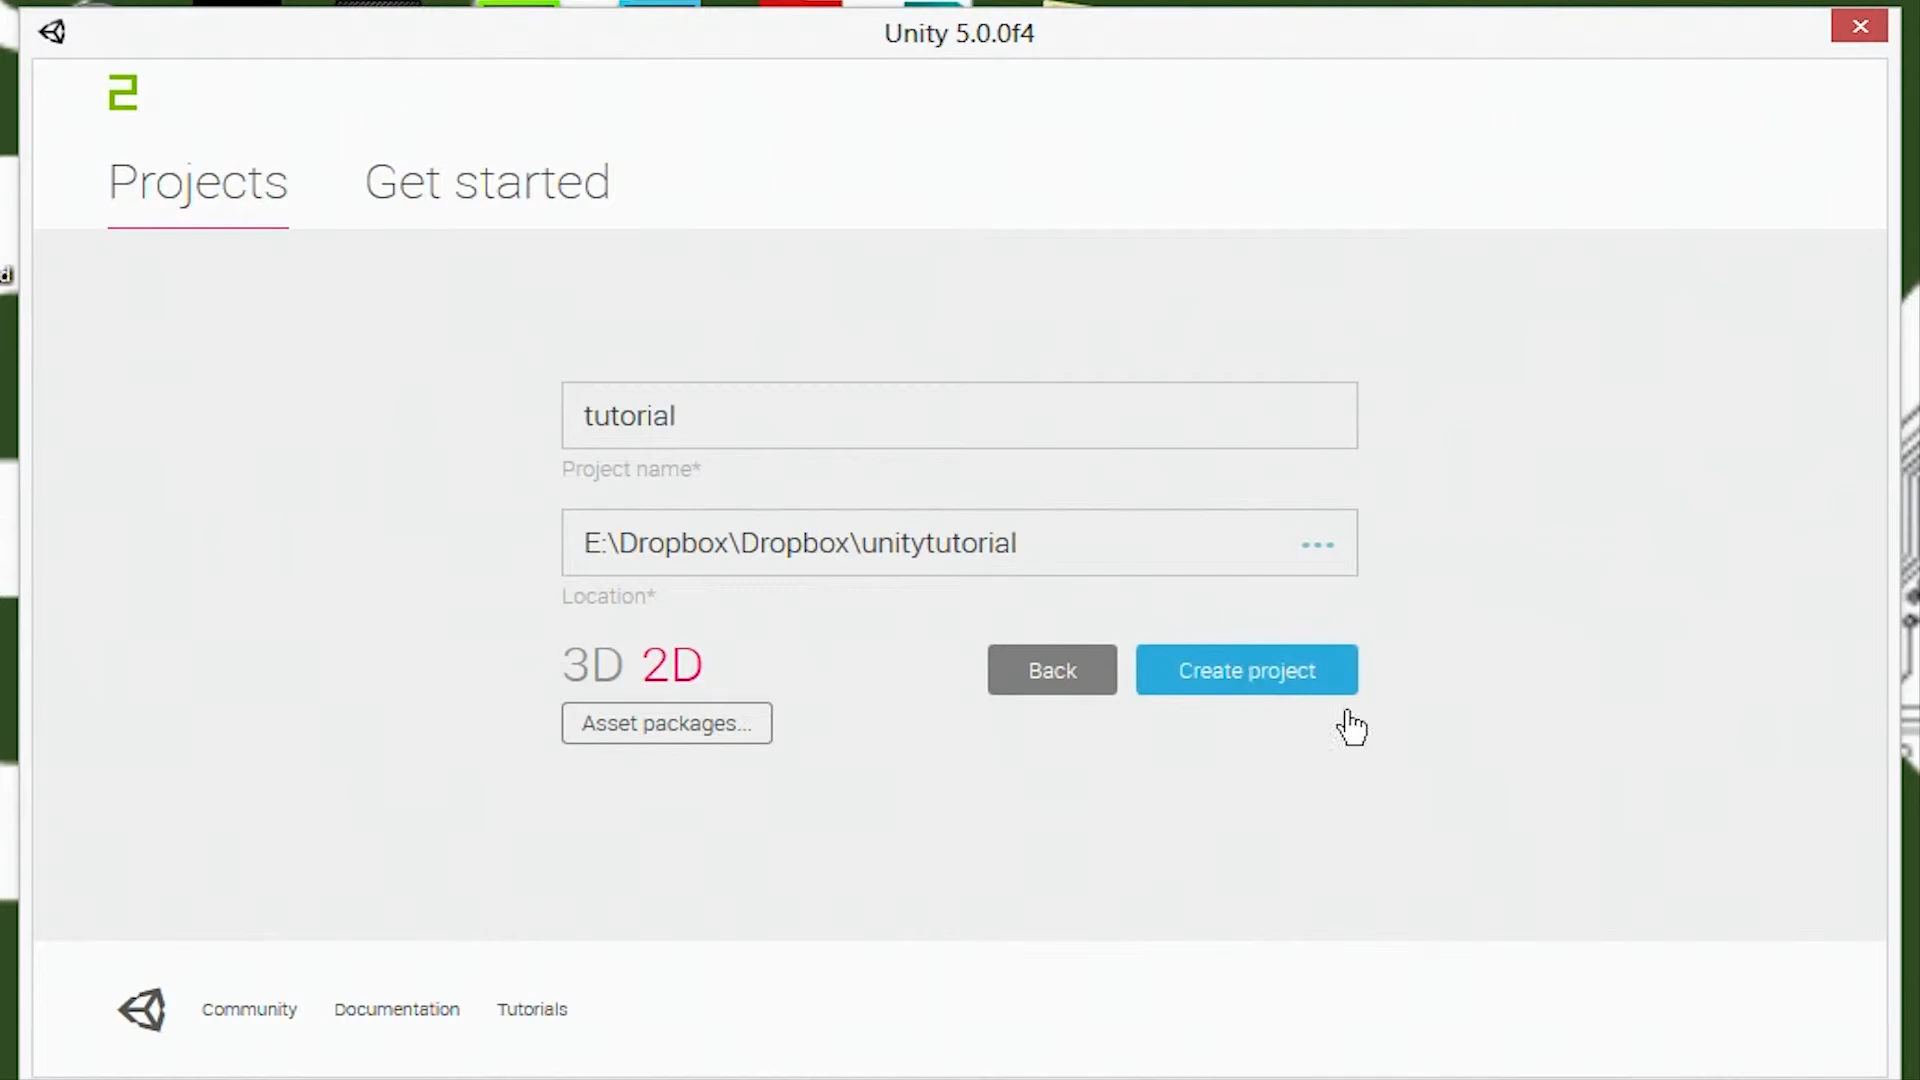 Unity 5.0.0f4
2
Projects Get started
d
tutorial
Project name*
E:\Dropbox\Dropbox\unitytutorial
Location*
3D 2D
Back
Create project
Asset packages...
Community Documentation Tutorials